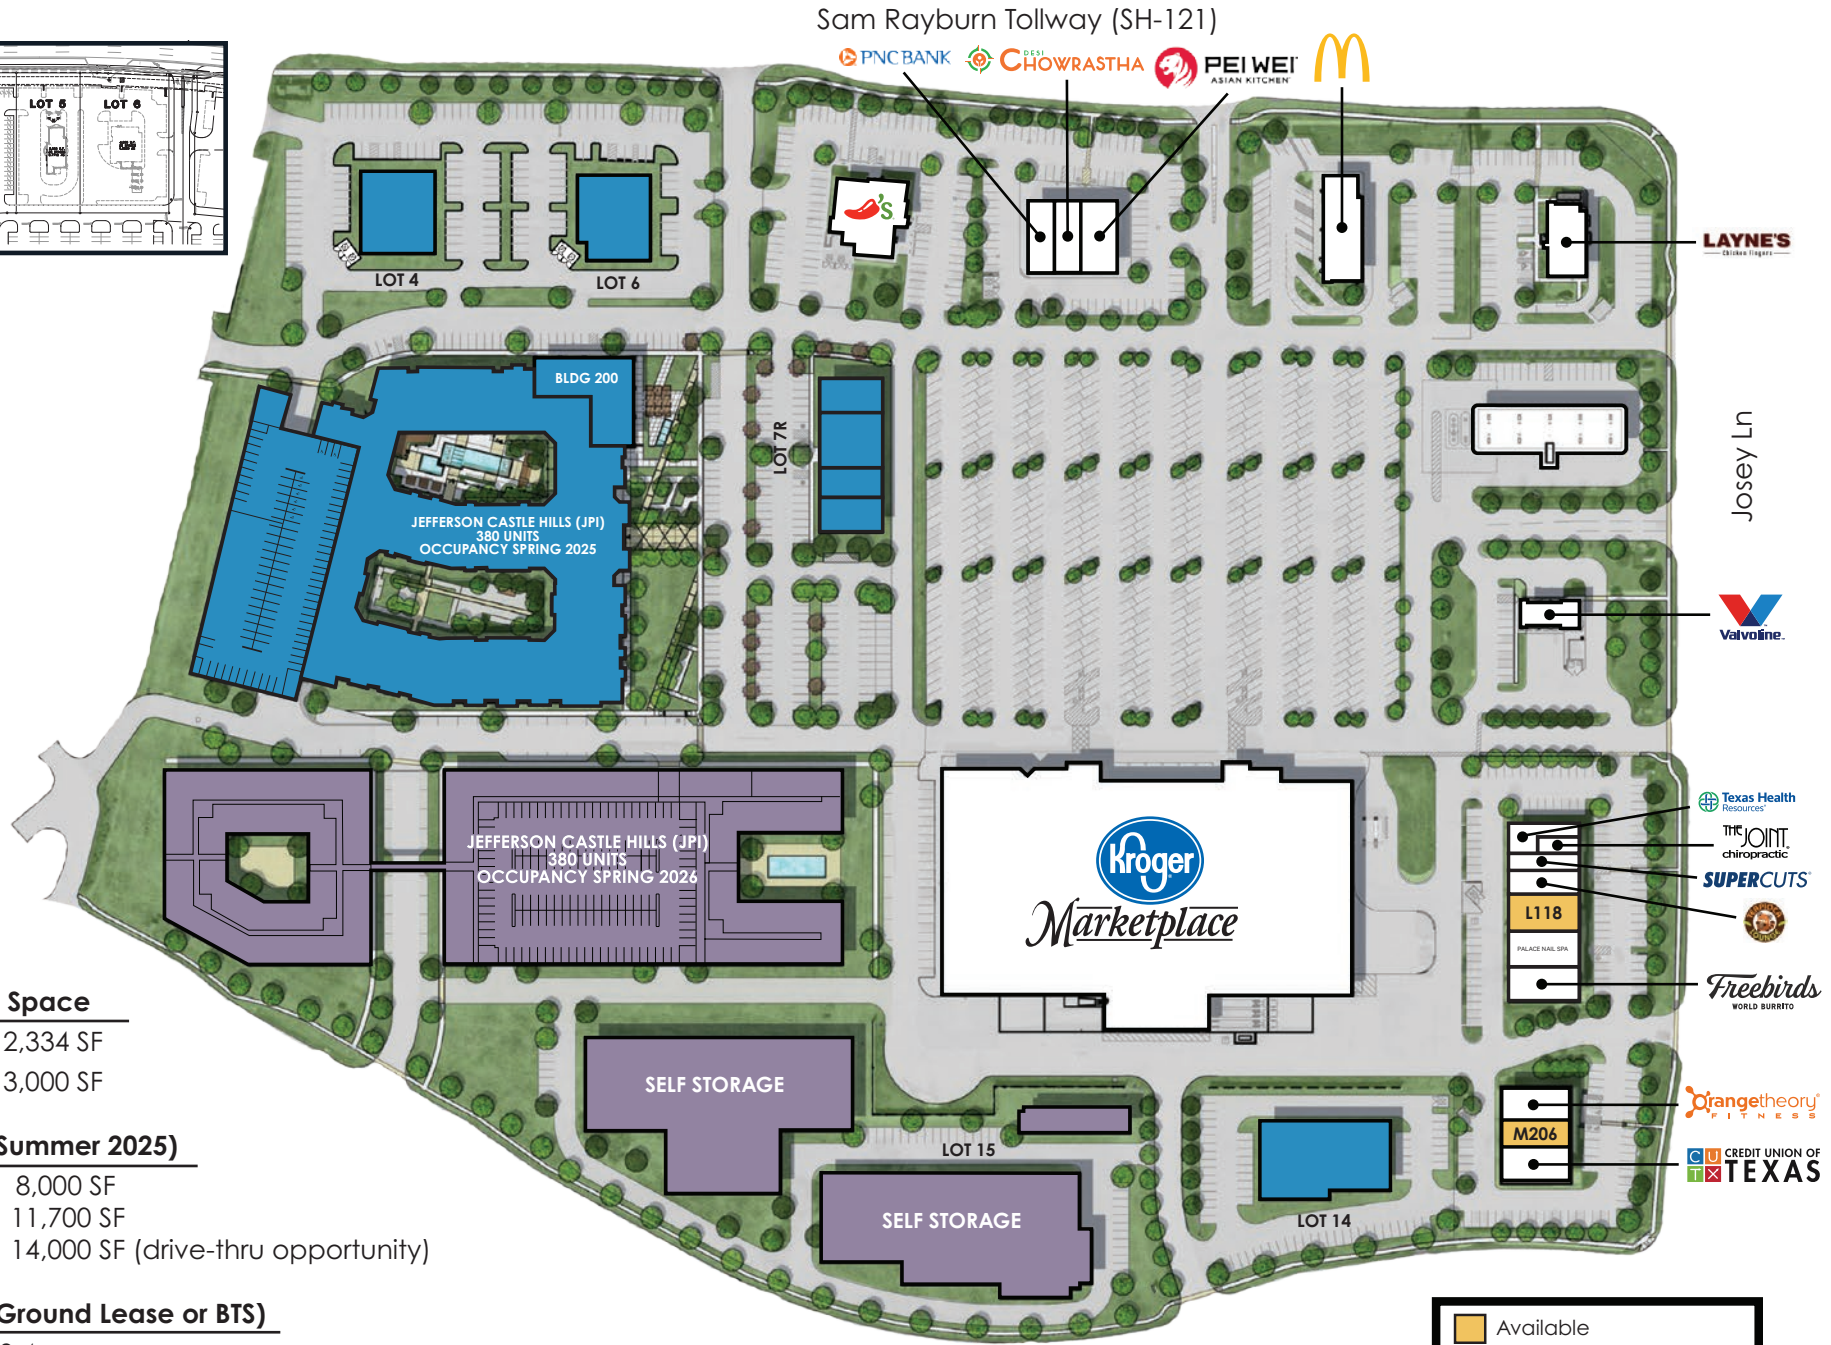 Sam Rayburn Tollway (SH-121)
PNC BANK
DESI
CHOWRASTHA
PEI WEI
ASIAN KITCHEN
LOT 5
LOT 6
's
LAYNE'S
Chicken Fingers
LOT 4
LOT 6
BLDG 200
LOT 7R
Josey Ln
JEFFERSON CASTLE HILLS (JPI)
380 UNITS
OCCUPANCY SPRING 2025
Valvoline
Texas Health
Resources
THE JOINT
chiropractic
SUPERCUTS
JEFFERSON CASTLE HILLS (JPI)
380 UNITS
OCCUPANCY SPRING 2026
Kroger
Marketplace
L118
PALACE NAIL SPA
Freebirds
WORLD BURRITO
Space
2,334 SF
3,000 SF
SELF STORAGE
LOT 15
SELF STORAGE
LOT 14
Orangetheory
FITNESS
M206
CU
TX
CREDIT UNION OF
TEXAS
Summer 2025)
8,000 SF
11,700 SF
14,000 SF (drive-thru opportunity)
Ground Lease or BTS)
Available